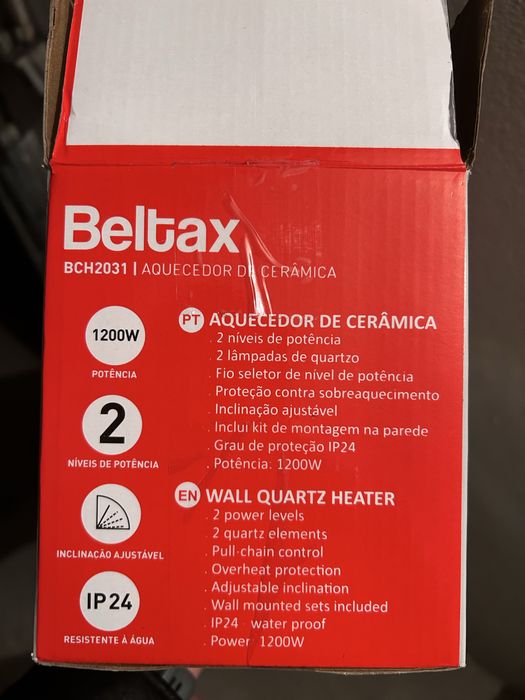 Beltax
BCH2031 | AQUECEDOR DE CERÂMICA
1200W
POTÊNCIA
2
NÍVEIS DE POTÊNCIA
INCLINAÇÃO AJUSTÁVEL
IP24
RESISTENTE À ÁGUA
PT AQUECEDOR DE CERÂMICA
. 2 níveis de potência
. 2 lâmpadas de quartzo
. Fio seletor de nível de potência
. Proteção contra sobreaquecimento
. Inclinação ajustável
. Inclui kit de montagem na parede
. Grau de proteção IP24
. Potência: 1200W
EN WALL QUARTZ HEATER
. 2 power levels
. 2 quartz elements
. Pull-chain control
. Overheat protection
. Adjustable inclination
. Wall mounted sets included
. IP24 - water proof
. Power: 1200W